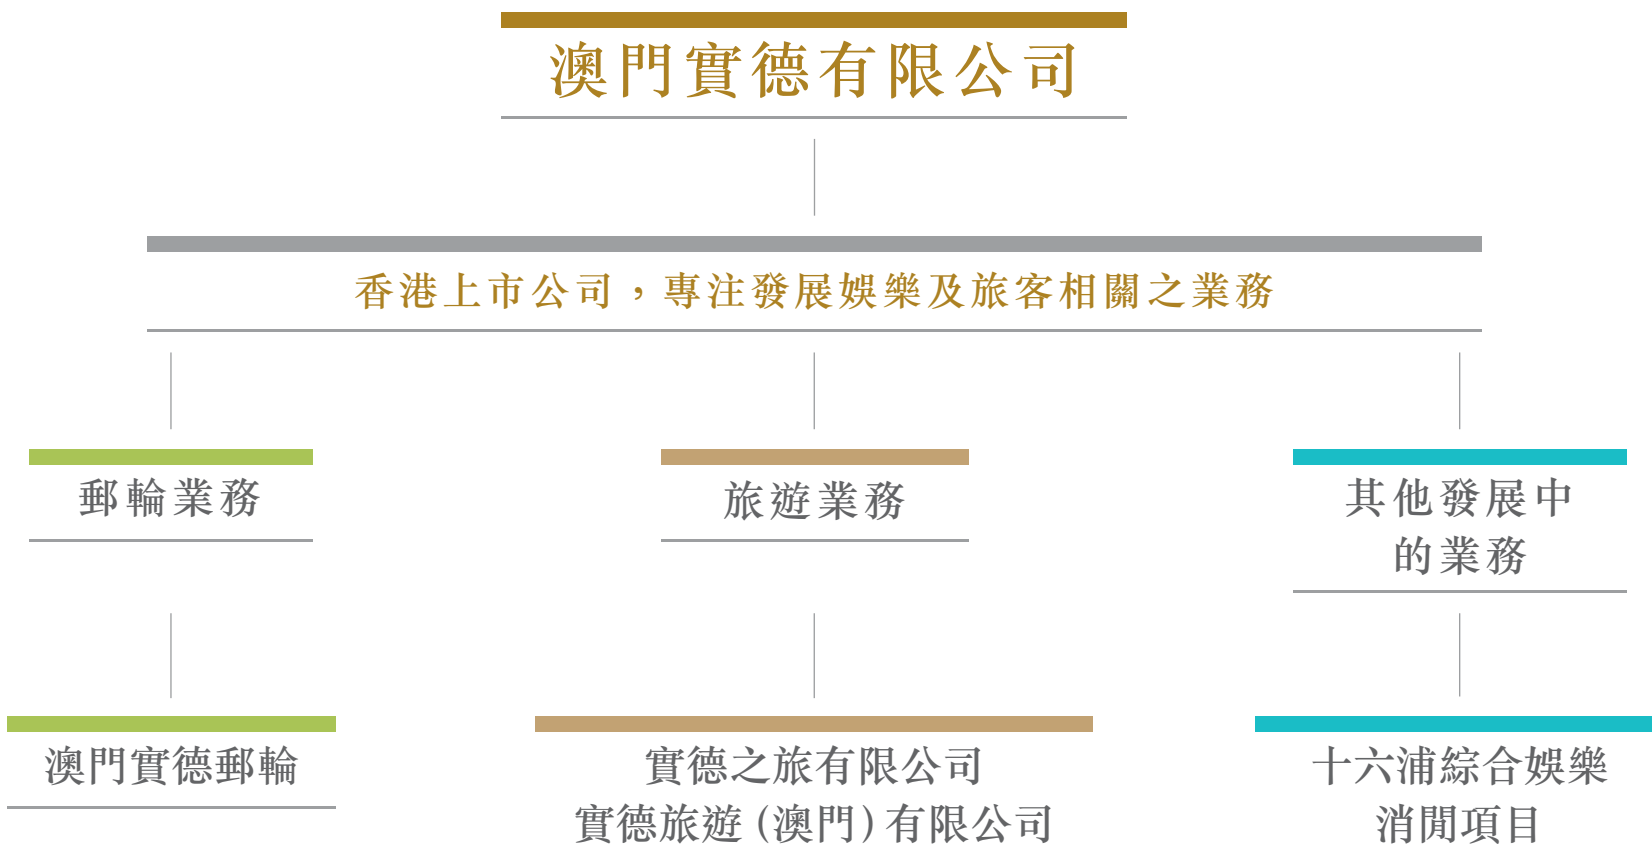 澳門實德有限公司
香港上市公司，專注發展娛樂及旅客相關之業務
郵輪業務
旅遊業務
其他發展中
的業務
澳門實德郵輪
實德之旅有限公司
實德旅遊(澳門)有限公司
十六浦綜合娛樂
消閒項目